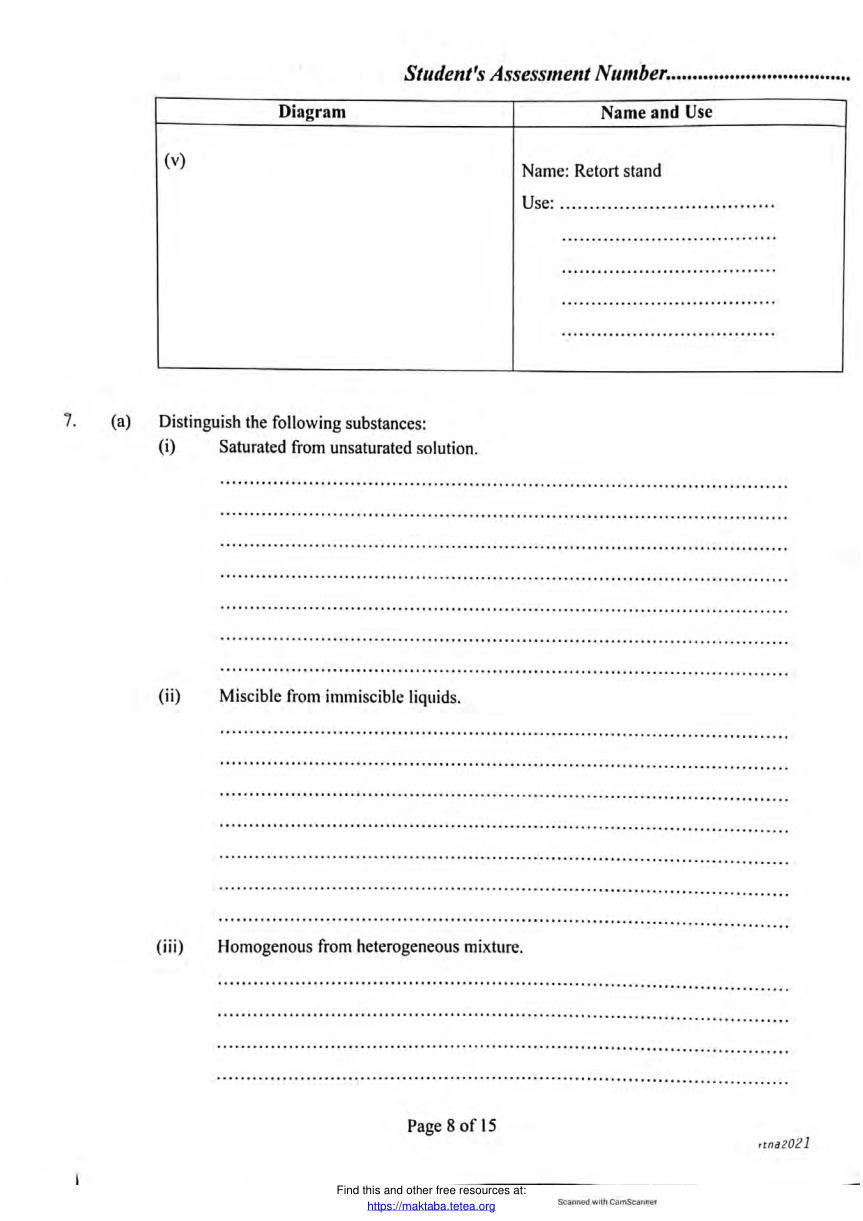 Student's Assessment Number...................................
Diagram
Name and Use
(v)
Name: Retort stand
Use: ....................................
....................................
....................................
....................................
....................................
7. (a) Distinguish the following substances:
(i) Saturated from unsaturated solution.
................................................................................................
................................................................................................
................................................................................................
................................................................................................
................................................................................................
................................................................................................
................................................................................................
(ii) Miscible from immiscible liquids.
................................................................................................
................................................................................................
................................................................................................
................................................................................................
................................................................................................
................................................................................................
................................................................................................
(iii) Homogenous from heterogeneous mixture.
................................................................................................
................................................................................................
................................................................................................
................................................................................................
Page 8 of 15
rtna2021
Find this and other free resources at:
https://maktaba.tetea.org
Scanned with CamScanner